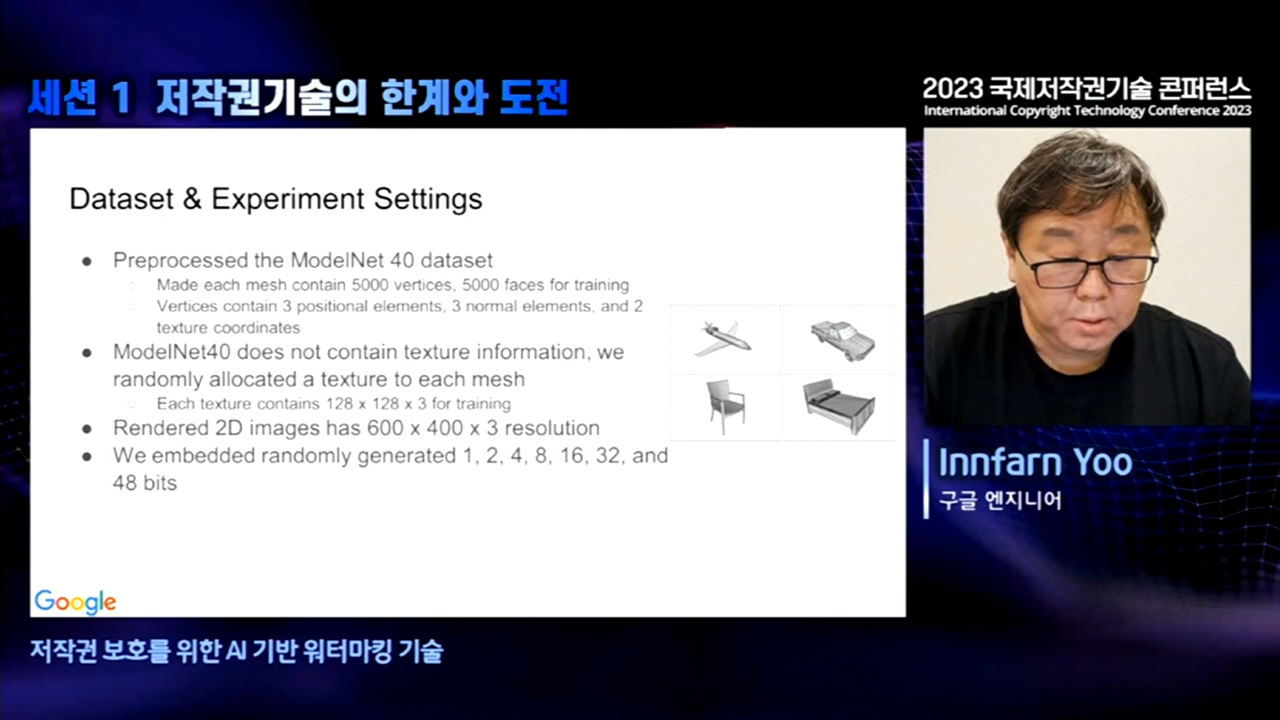 세션 1 저작권기술의 한계와 도전
2023 국제저작권기술 콘퍼런스
International Copyright Technology Conference 2023
Dataset & Experiment Settings
● Preprocessed the ModelNet 40 dataset
○ Made each mesh contain 5000 vertices, 5000 faces for training
○ Vertices contain 3 positional elements, 3 normal elements, and 2
texture coordinates
● ModelNet40 does not contain texture information, we
randomly allocated a texture to each mesh
○ Each texture contains 128 x 128 x 3 for training
● Rendered 2D images has 600 x 400 x 3 resolution
● We embedded randomly generated 1, 2, 4, 8, 16, 32, and
48 bits
Google
Innfarn Yoo
구글 엔지니어
저작권 보호를 위한 AI 기반 워터마킹 기술